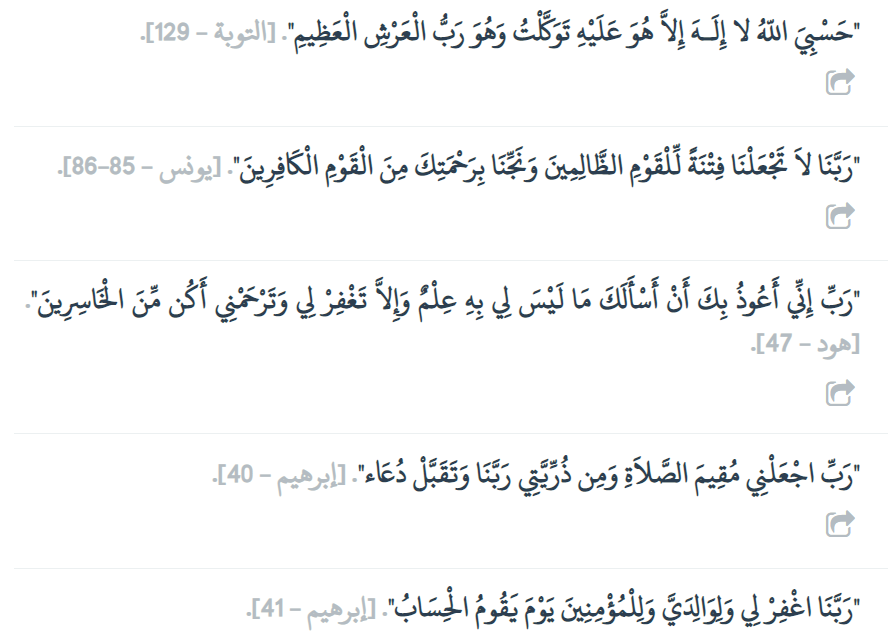 "حَسْبِيَ اللّهُ لا إِلَـهَ إِلاَّ هُوَ عَلَيْهِ تَوَكَّلْتُ وَهُوَ رَبُّ الْعَرْشِ الْعَظِيمِ". [التوبة – 129].
"رَبَّنَا لاَ تَجْعَلْنَا فِتْنَةً لِّلْقَوْمِ الظَّالِمِينَ وَنَجِّنَا بِرَحْمَتِكَ مِنَ الْقَوْمِ الْكَافِرِينَ". [يونس – 85–86].
"رَبِّ إِنِّي أَعُوذُ بِكَ أَنْ أَسْأَلَكَ مَا لَيْسَ لِي بِهِ عِلْمٌ وَإِلاَّ تَغْفِرْ لِي وَتَرْحَمْنِي أَكُن مِّنَ الْخَاسِرِينَ".
[هود – 47].
"رَبِّ اجْعَلْنِي مُقِيمَ الصَّلاَةِ وَمِن ذُرِّيَّتِي رَبَّنَا وَتَقَبَّلْ دُعَاء". [إبرهيم – 40].
"رَبَّنَا اغْفِرْ لِي وَلِوَالِدَيَّ وَلِلْمُؤْمِنِينَ يَوْمَ يَقُومُ الْحِسَابُ". [إبرهيم – 41].